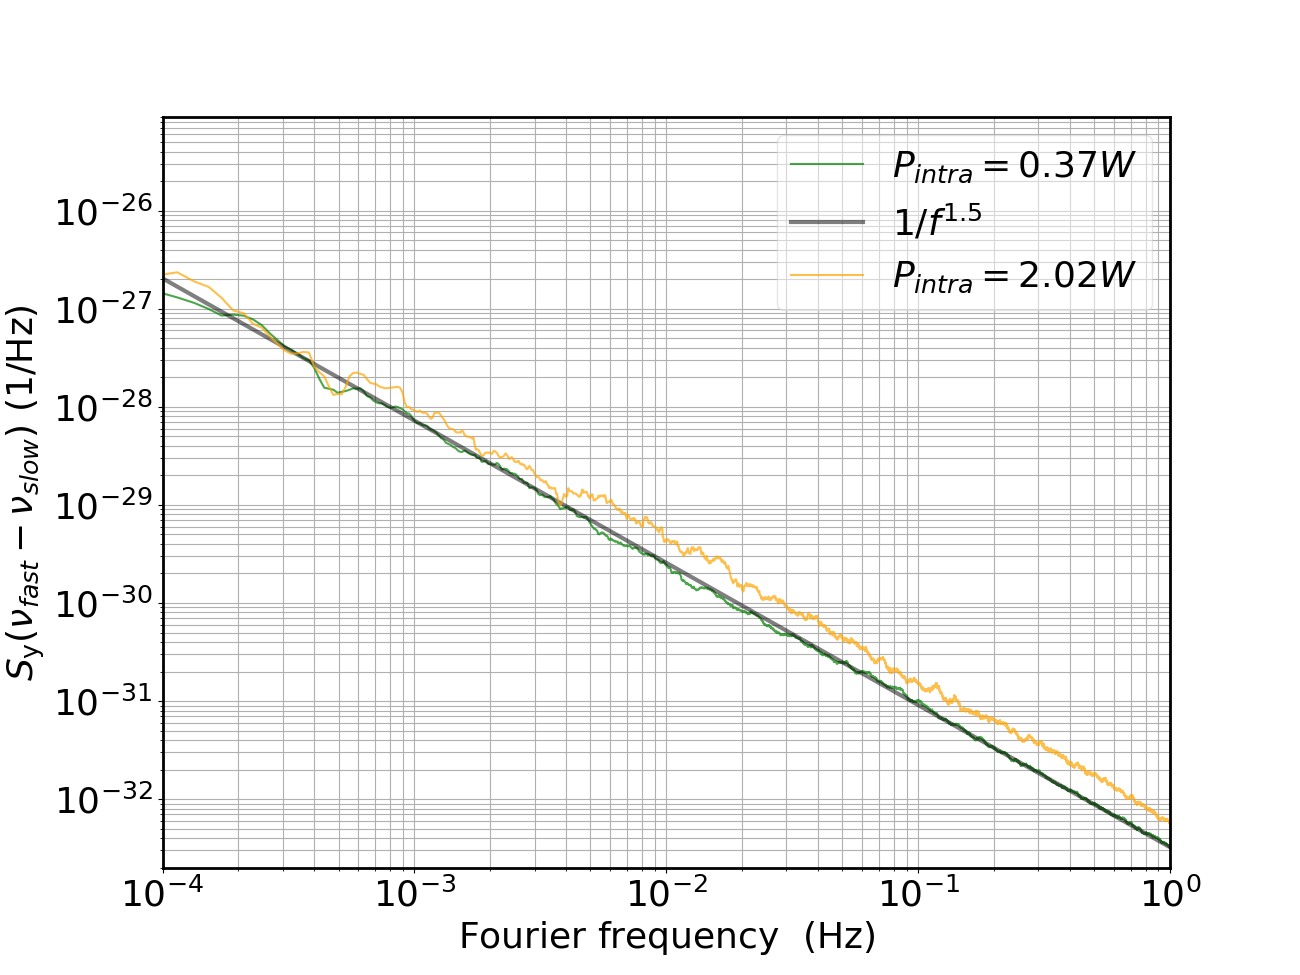 P_intra = 0.37W
1/f^1.5
P_intra = 2.02W
S_y(ν_fast − ν_slow) (1/Hz)
10^−26
10^−27
10^−28
10^−29
10^−30
10^−31
10^−32
10^−4 10^−3 10^−2 10^−1 10^0
Fourier frequency (Hz)